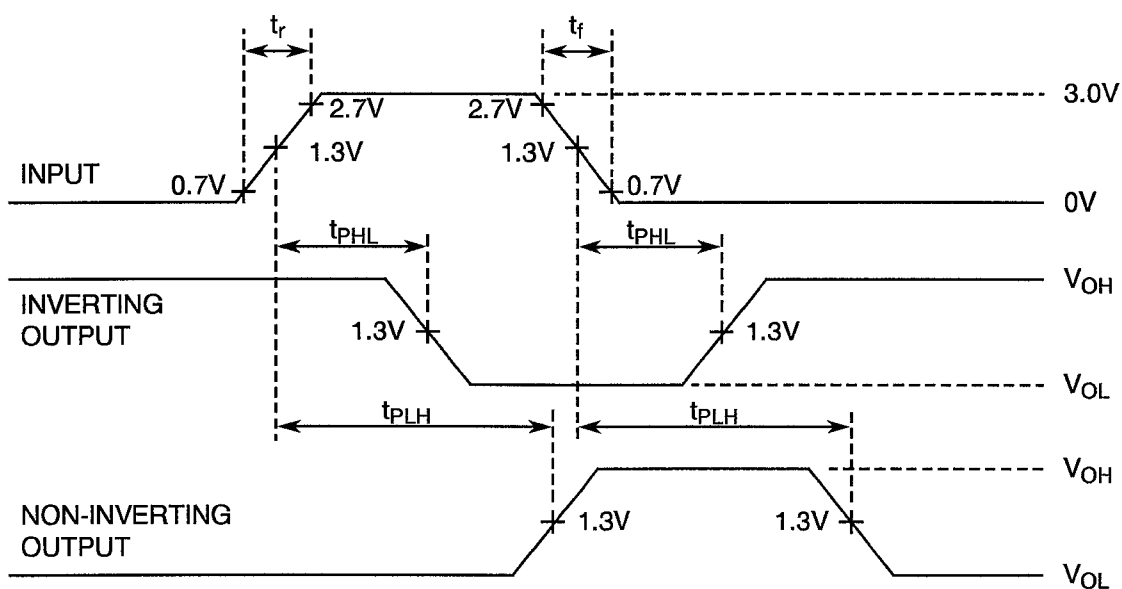 tr
tf
2.7V
2.7V
3.0V
1.3V
1.3V
INPUT
0.7V
0.7V
0V
tPHL
tPHL
VOH
INVERTING
OUTPUT
1.3V
1.3V
VOL
tPLH
tPLH
VOH
NON-INVERTING
OUTPUT
1.3V
1.3V
VOL